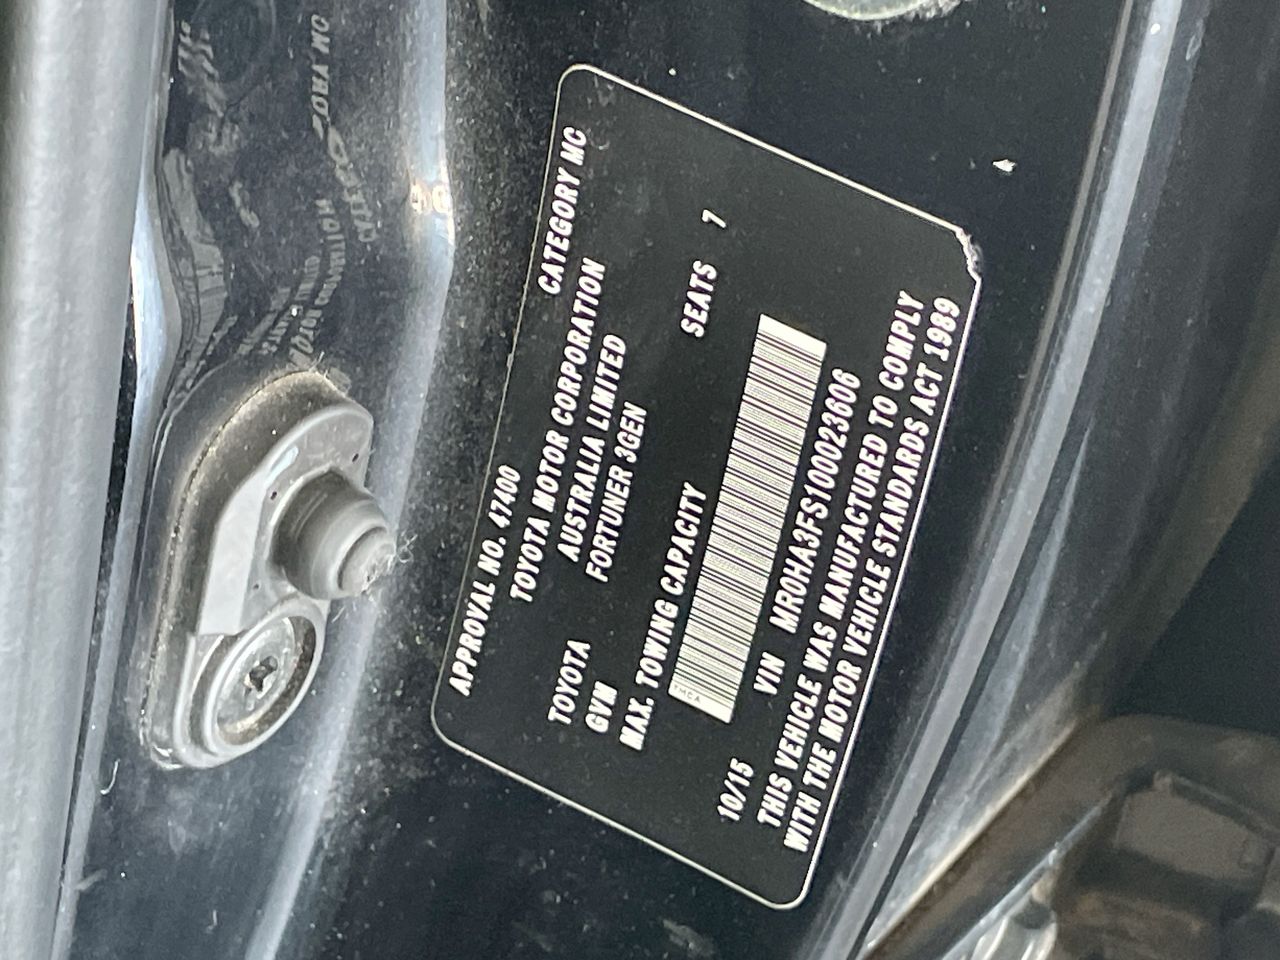 APPROVAL NO. 47400 CATEGORY MC
TOYOTA MOTOR CORPORATION
AUSTRALIA LIMITED
TOYOTA FORTUNER 3GEN
GVM
MAX. TOWING CAPACITY SEATS 7
YMCA
VIN MR0HA3FS100023606
10/15
THIS VEHICLE WAS MANUFACTURED TO COMPLY
WITH THE MOTOR VEHICLE STANDARDS ACT 1989